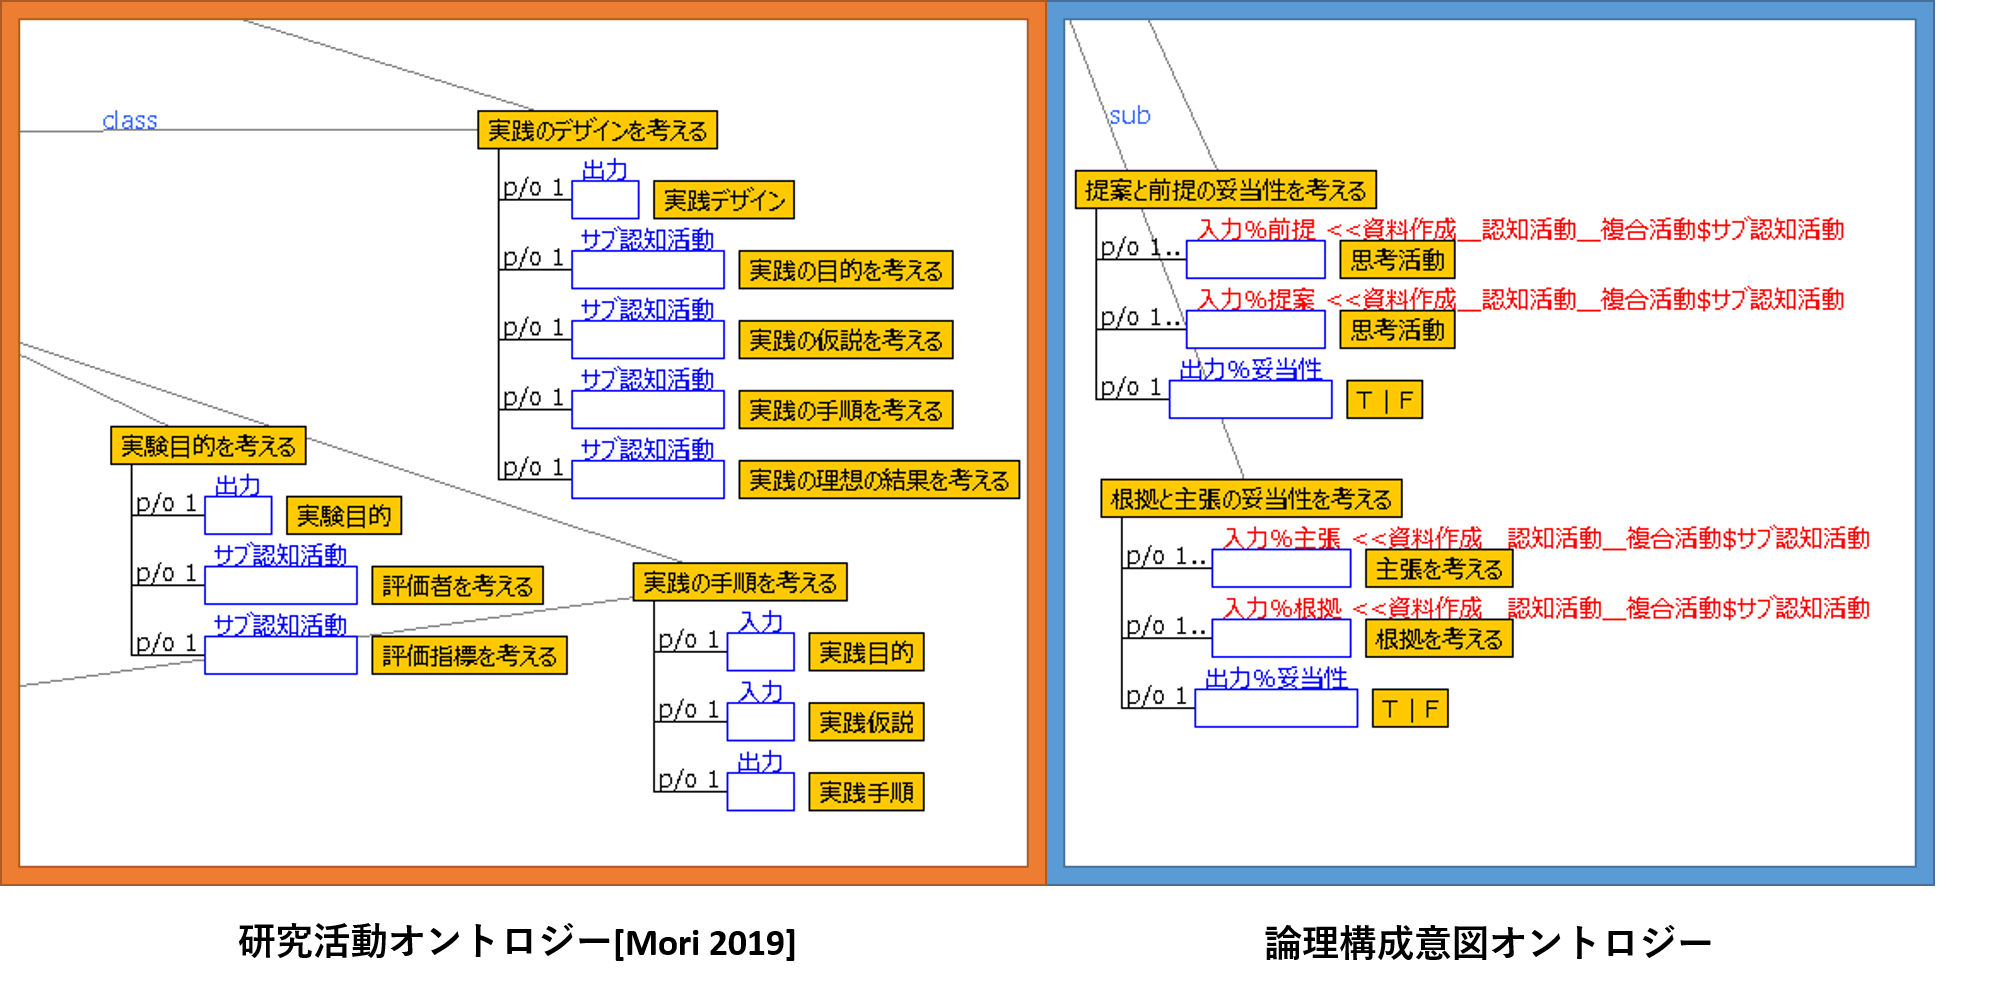 class
実践のデザインを考える
出力
p/o 1
実践デザイン
サブ認知活動
p/o 1
実践の目的を考える
サブ認知活動
p/o 1
実践の仮説を考える
サブ認知活動
p/o 1
実践の手順を考える
サブ認知活動
p/o 1
実践の理想の結果を考える
実験目的を考える
出力
p/o 1
実験目的
サブ認知活動
p/o 1
評価者を考える
サブ認知活動
p/o 1
評価指標を考える
実践の手順を考える
入力
p/o 1
実践目的
入力
p/o 1
実践仮説
出力
p/o 1
実践手順
研究活動オントロジー[Mori 2019]
sub
提案と前提の妥当性を考える
入力%前提 <<資料作成__認知活動__複合活動$サブ認知活動
p/o 1..
思考活動
入力%提案 <<資料作成__認知活動__複合活動$サブ認知活動
p/o 1..
思考活動
出力%妥当性
p/o 1
T | F
根拠と主張の妥当性を考える
入力%主張 <<資料作成__認知活動__複合活動$サブ認知活動
p/o 1..
主張を考える
入力%根拠 <<資料作成__認知活動__複合活動$サブ認知活動
p/o 1..
根拠を考える
出力%妥当性
p/o 1
T | F
論理構成意図オントロジー